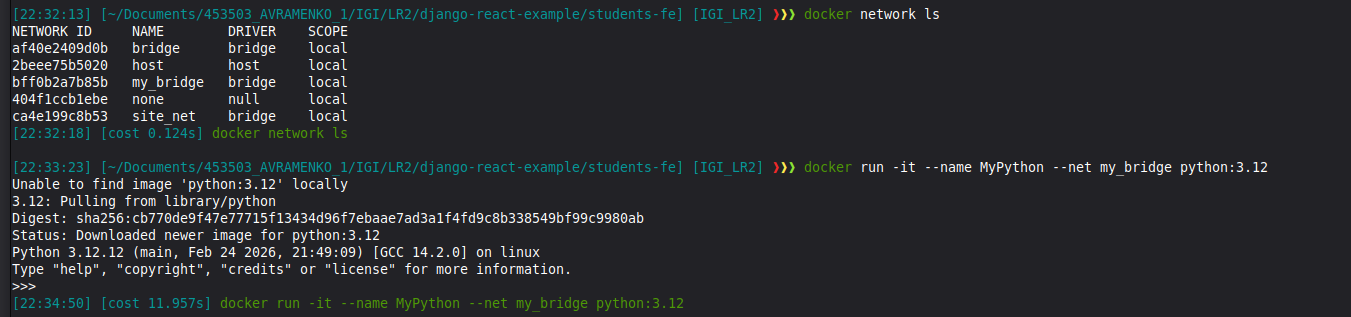 [22:32:13] [~/Documents/453503_AVRAMENKO_1/IGI/LR2/django-react-example/students-fe] [IGI_LR2] ❯❯❯ docker network ls
NETWORK ID     NAME        DRIVER    SCOPE
af40e2409d0b   bridge      bridge    local
2beee75b5020   host        host      local
bff0b2a7b85b   my_bridge   bridge    local
404f1ccb1ebe   none        null      local
ca4e199c8b53   site_net    bridge    local
[22:32:18] [cost 0.124s] docker network ls
[22:33:23] [~/Documents/453503_AVRAMENKO_1/IGI/LR2/django-react-example/students-fe] [IGI_LR2] ❯❯❯ docker run -it --name MyPython --net my_bridge python:3.12
Unable to find image 'python:3.12' locally
3.12: Pulling from library/python
Digest: sha256:cb770de9f47e77715f13434d96f7ebaae7ad3a1f4fd9c8b338549bf99c9980ab
Status: Downloaded newer image for python:3.12
Python 3.12.12 (main, Feb 24 2026, 21:49:09) [GCC 14.2.0] on linux
Type "help", "copyright", "credits" or "license" for more information.
>>>
[22:34:50] [cost 11.957s] docker run -it --name MyPython --net my_bridge python:3.12